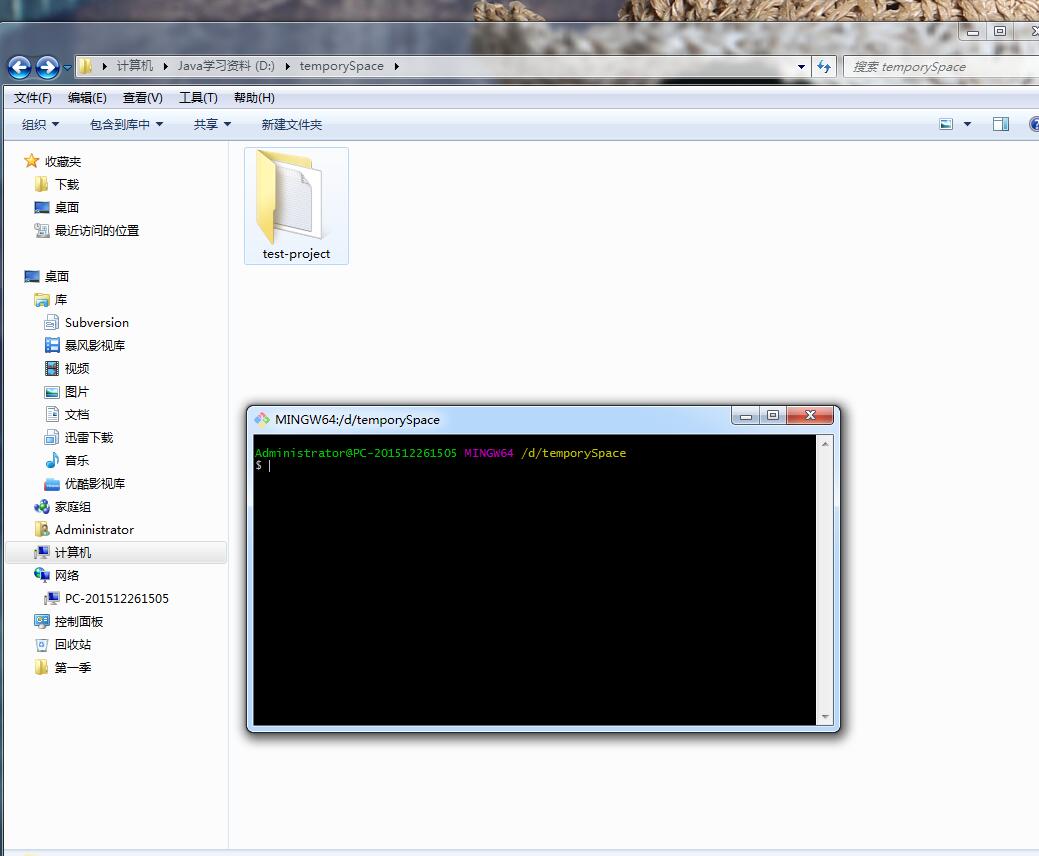 计算机 Java学习资料 (D:) temporySpace
搜索 temporySpace
文件(F) 编辑(E) 查看(V) 工具(T) 帮助(H)
组织 包含到库中 共享 新建文件夹
收藏夹
下载
桌面
最近访问的位置
桌面
库
Subversion
暴风影视库
视频
图片
文档
迅雷下载
音乐
优酷影视库
家庭组
Administrator
计算机
网络
PC-201512261505
控制面板
回收站
第一季
test-project
MINGW64:/d/temporySpace
Administrator@PC-201512261505 MINGW64 /d/temporySpace
$